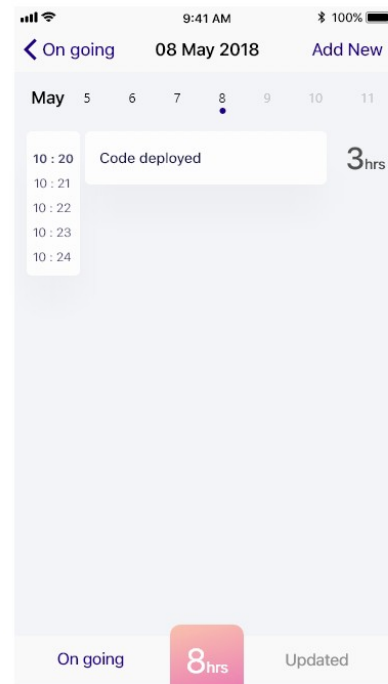 9:41 AM 100%
On going 08 May 2018 Add New
May 5 6 7 8 9 10 11
10 : 20 Code deployed 3hrs
10 : 21
10 : 22
10 : 23
10 : 24
On going 8hrs Updated